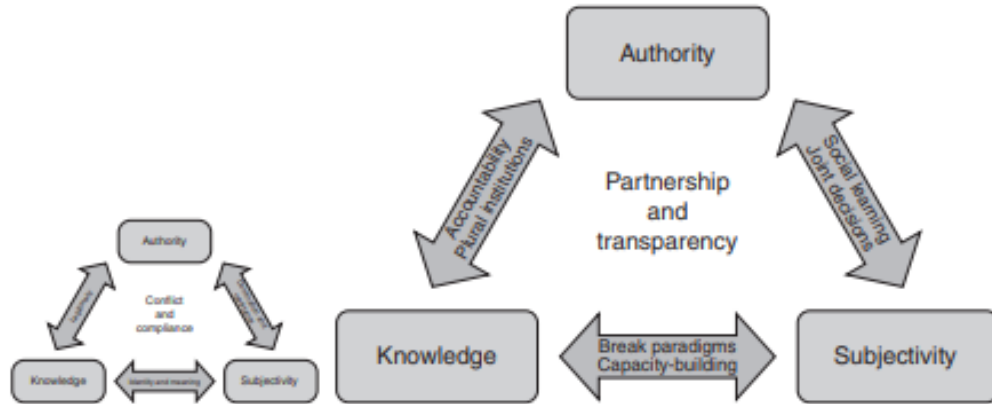 Authority
Accountability
Plural institutions
Social learning
Joint decisions
Partnership
and
transparency
Knowledge
Break paradigms
Capacity-building
Subjectivity
Authority
Conflict
and
compliance
Knowledge
Identity and meaning
Subjectivity